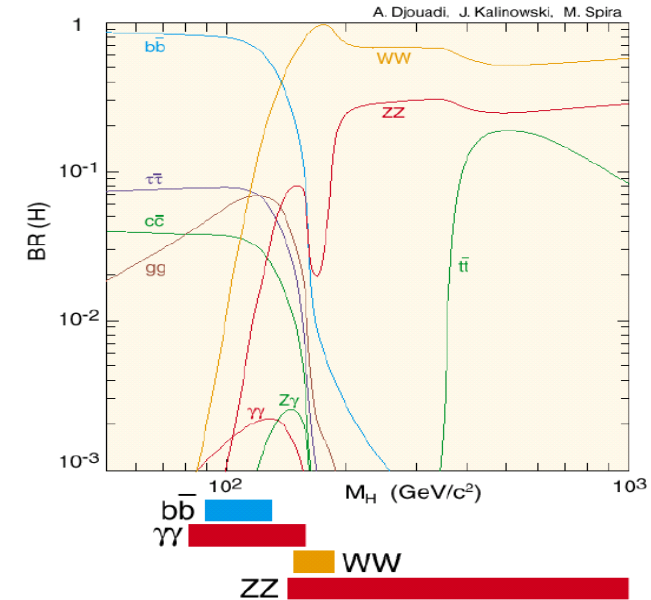 A. Djouadi, J. Kalinowski, M. Spira
1
bb̄
WW
ZZ
10⁻¹
ττ̄
cc̄
BR (H)
gg
tt̄
10⁻²
Zγ
γγ
10⁻³
10²
M_H (GeV/c²)
10³
bb̄
γγ
WW
ZZ